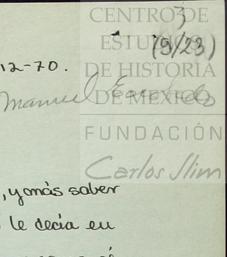 3
CENTRO DE
ESTUDIOS
(9/23)
12-70.
DE HISTORIA
Manuel
DE MÉXICO
FUNDACIÓN
Carlos Slim
, y más saber
le decía en